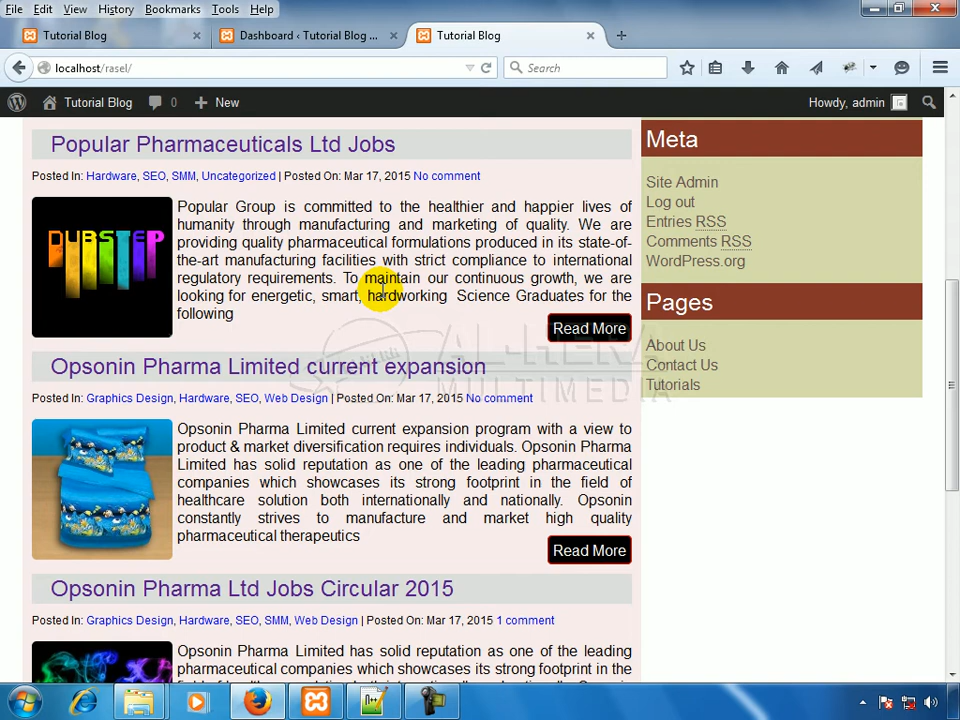 File Edit View History Bookmarks Tools Help
Tutorial Blog
Dashboard ‹ Tutorial Blog ...
Tutorial Blog
localhost/rasel/
Search
Tutorial Blog 0 New
Howdy, admin
Popular Pharmaceuticals Ltd Jobs
Posted In: Hardware, SEO, SMM, Uncategorized | Posted On: Mar 17, 2015 No comment
DUBSTEP
Popular Group is committed to the healthier and happier lives of
humanity through manufacturing and marketing of quality. We are
providing quality pharmaceutical formulations produced in its state-of-
the-art manufacturing facilities with strict compliance to international
regulatory requirements. To maintain our continuous growth, we are
looking for energetic, smart, hardworking Science Graduates for the
following
Read More
Opsonin Pharma Limited current expansion
Posted In: Graphics Design, Hardware, SEO, Web Design | Posted On: Mar 17, 2015 No comment
Opsonin Pharma Limited current expansion program with a view to
product & market diversification requires individuals. Opsonin Pharma
Limited has solid reputation as one of the leading pharmaceutical
companies which showcases its strong footprint in the field of
healthcare solution both internationally and nationally. Opsonin
constantly strives to manufacture and market high quality
pharmaceutical therapeutics
Read More
Opsonin Pharma Ltd Jobs Circular 2015
Posted In: Graphics Design, Hardware, SEO, SMM, Web Design | Posted On: Mar 17, 2015 1 comment
Opsonin Pharma Limited has solid reputation as one of the leading
pharmaceutical companies which showcases its strong footprint in the
Meta
Site Admin
Log out
Entries RSS
Comments RSS
WordPress.org
Pages
About Us
Contact Us
Tutorials
AL-HERA
MULTIMEDIA